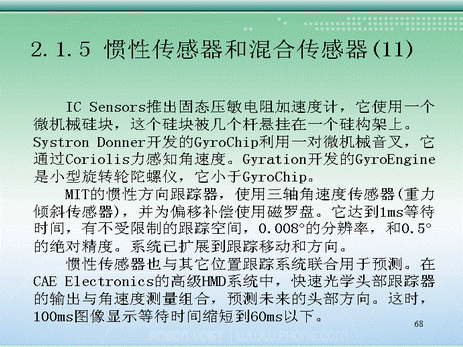 2.1.5 惯性传感器和混合传感器(11)
IC Sensors推出固态压敏电阻加速度计，它使用一个
微机械硅块，这个硅块被几个杆悬挂在一个硅构架上。
Systron Donner开发的GyroChip利用一对微机械音叉，它
通过Coriolis力感知角速度。Gyration开发的GyroEngine
是小型旋转轮陀螺仪，它小于GyroChip。
MIT的惯性方向跟踪器，使用三轴角速度传感器(重力
倾斜传感器)，并为偏移补偿使用磁罗盘。它达到1ms等待
时间，有不受限制的跟踪空间，0.008°的分辨率，和0.5°
的绝对精度。系统已扩展到跟踪移动和方向。
惯性传感器也与其它位置跟踪系统联合用于预测。在
CAE Electronics的高级HMD系统中，快速光学头部跟踪器
的输出与角速度测量组合，预测未来的头部方向。这时，
100ms图像显示等待时间缩短到60ms以下。
68